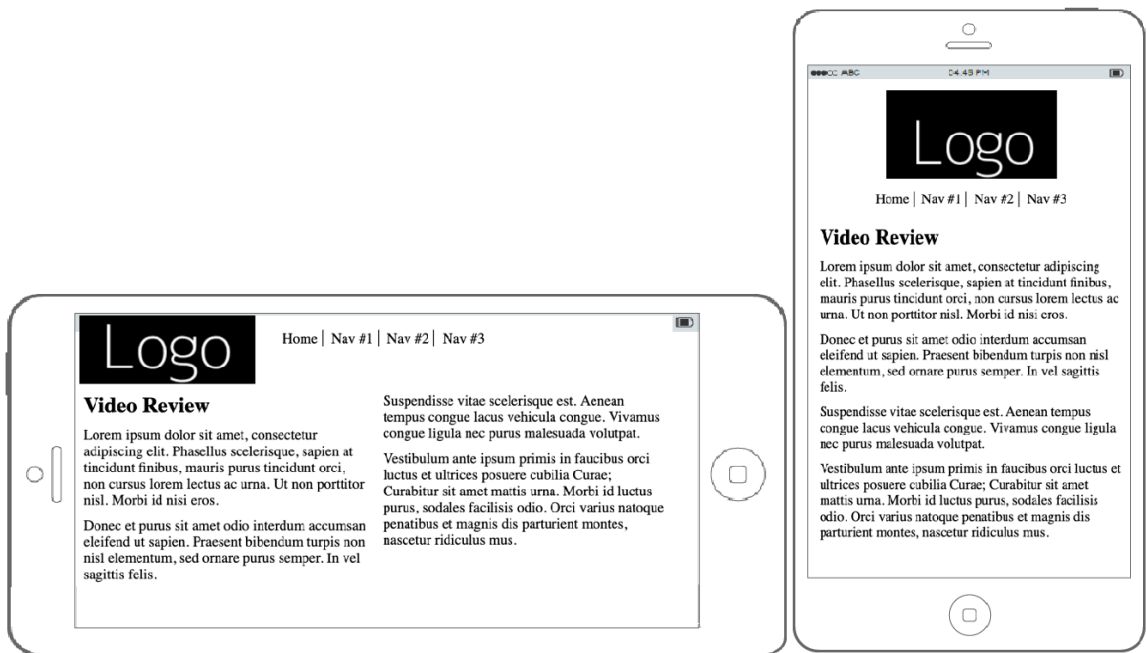 Logo
Home | Nav #1 | Nav #2 | Nav #3
Video Review
Lorem ipsum dolor sit amet, consectetur
adipiscing elit. Phasellus scelerisque, sapien at
tincidunt finibus, mauris purus tincidunt orci,
non cursus lorem lectus ac urna. Ut non porttitor
nisl. Morbi id nisi eros.
Donec et purus sit amet odio interdum accumsan
eleifend ut sapien. Praesent bibendum turpis non
nisl elementum, sed ornare purus semper. In vel
sagittis felis.
Suspendisse vitae scelerisque est. Aenean
tempus congue lacus vehicula congue. Vivamus
congue ligula nec purus malesuada volutpat.
Vestibulum ante ipsum primis in faucibus orci
luctus et ultrices posuere cubilia Curae;
Curabitur sit amet mattis urna. Morbi id luctus
purus, sodales facilisis odio. Orci varius natoque
penatibus et magnis dis parturient montes,
nascetur ridiculus mus.
ABC 04:45 PM
Logo
Home | Nav #1 | Nav #2 | Nav #3
Video Review
Lorem ipsum dolor sit amet, consectetur adipiscing
elit. Phasellus scelerisque, sapien at tincidunt finibus,
mauris purus tincidunt orci, non cursus lorem lectus ac
urna. Ut non porttitor nisl. Morbi id nisi eros.
Donec et purus sit amet odio interdum accumsan
eleifend ut sapien. Praesent bibendum turpis non nisl
elementum, sed ornare purus semper. In vel sagittis
felis.
Suspendisse vitae scelerisque est. Aenean tempus
congue lacus vehicula congue. Vivamus congue ligula
nec purus malesuada volutpat.
Vestibulum ante ipsum primis in faucibus orci luctus et
ultrices posuere cubilia Curae; Curabitur sit amet
mattis urna. Morbi id luctus purus, sodales facilisis
odio. Orci varius natoque penatibus et magnis dis
parturient montes, nascetur ridiculus mus.